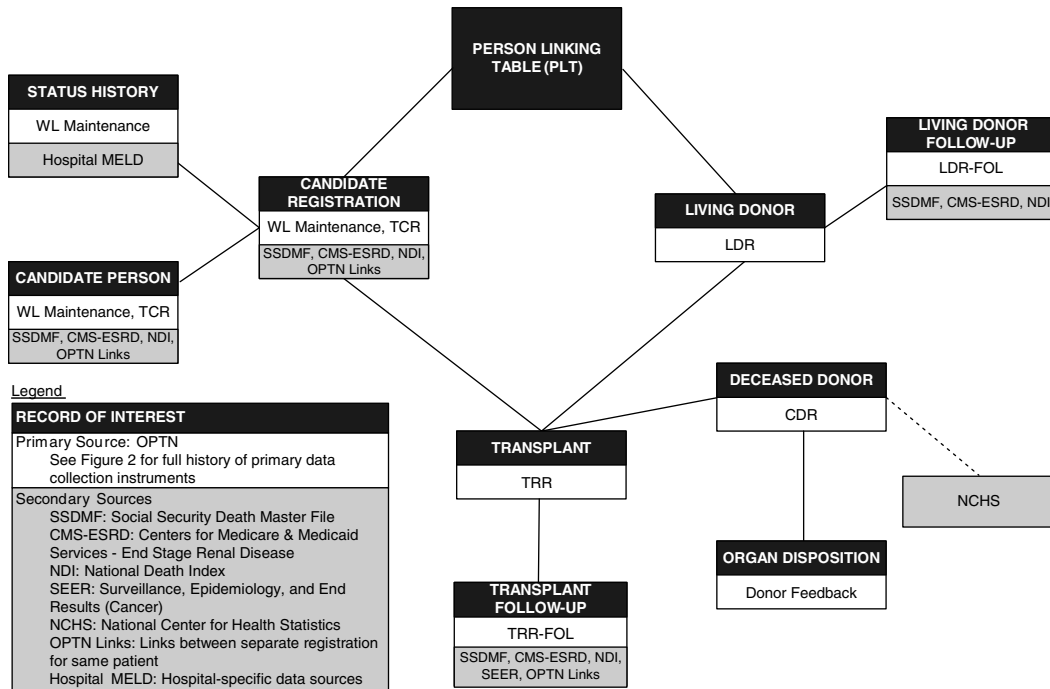 PERSON LINKING
TABLE (PLT)
STATUS HISTORY
WL Maintenance
Hospital MELD
LIVING DONOR
FOLLOW-UP
LDR-FOL
SSDMF, CMS-ESRD, NDI
CANDIDATE
REGISTRATION
WL Maintenance, TCR
SSDMF, CMS-ESRD, NDI,
OPTN Links
LIVING DONOR
LDR
CANDIDATE PERSON
WL Maintenance, TCR
SSDMF, CMS-ESRD, NDI,
OPTN Links
DECEASED DONOR
CDR
TRANSPLANT
TRR
NCHS
ORGAN DISPOSITION
Donor Feedback
TRANSPLANT
FOLLOW-UP
TRR-FOL
SSDMF, CMS-ESRD, NDI,
SEER, OPTN Links
Legend
RECORD OF INTEREST
Primary Source: OPTN
See Figure 2 for full history of primary data
collection instruments
Secondary Sources
SSDMF: Social Security Death Master File
CMS-ESRD: Centers for Medicare & Medicaid
Services - End Stage Renal Disease
NDI: National Death Index
SEER: Surveillance, Epidemiology, and End
Results (Cancer)
NCHS: National Center for Health Statistics
OPTN Links: Links between separate registration
for same patient
Hospital MELD: Hospital-specific data sources